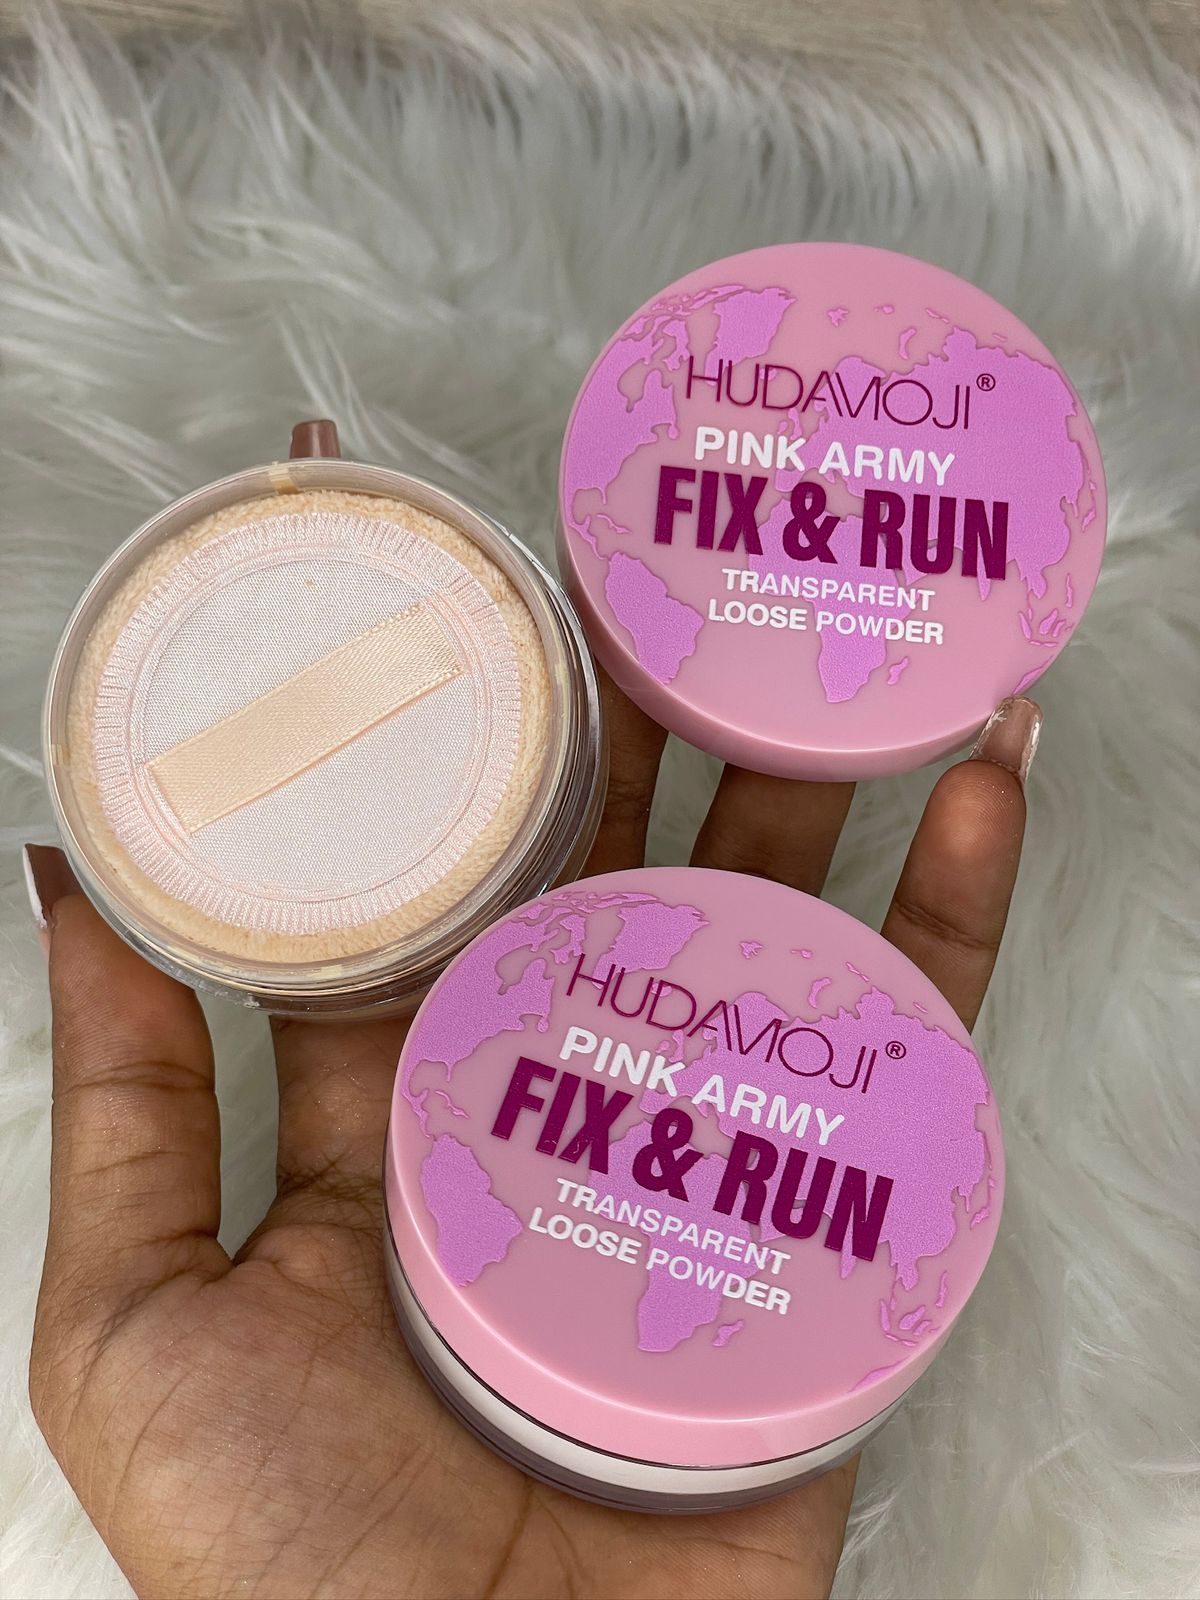 HUDAMOJI®
PINK ARMY
FIX & RUN
TRANSPARENT
LOOSE POWDER
HUDAMOJI®
PINK ARMY
FIX & RUN
TRANSPARENT
LOOSE POWDER